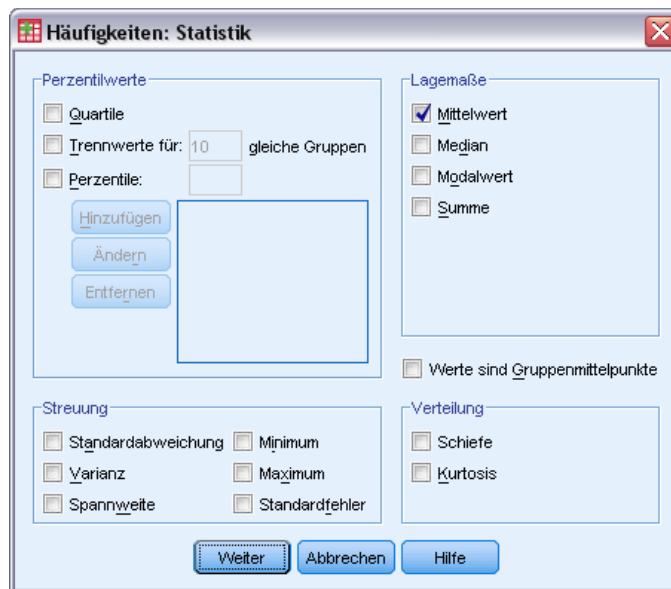 Häufigkeiten: Statistik
Perzentilwerte
Quartile
Trennwerte für: 10 gleiche Gruppen
Perzentile:
Hinzufügen
Ändern
Entfernen
Lagemaße
Mittelwert
Median
Modalwert
Summe
Werte sind Gruppenmittelpunkte
Streuung
Standardabweichung Minimum
Varianz Maximum
Spannweite Standardfehler
Verteilung
Schiefe
Kurtosis
Weiter Abbrechen Hilfe